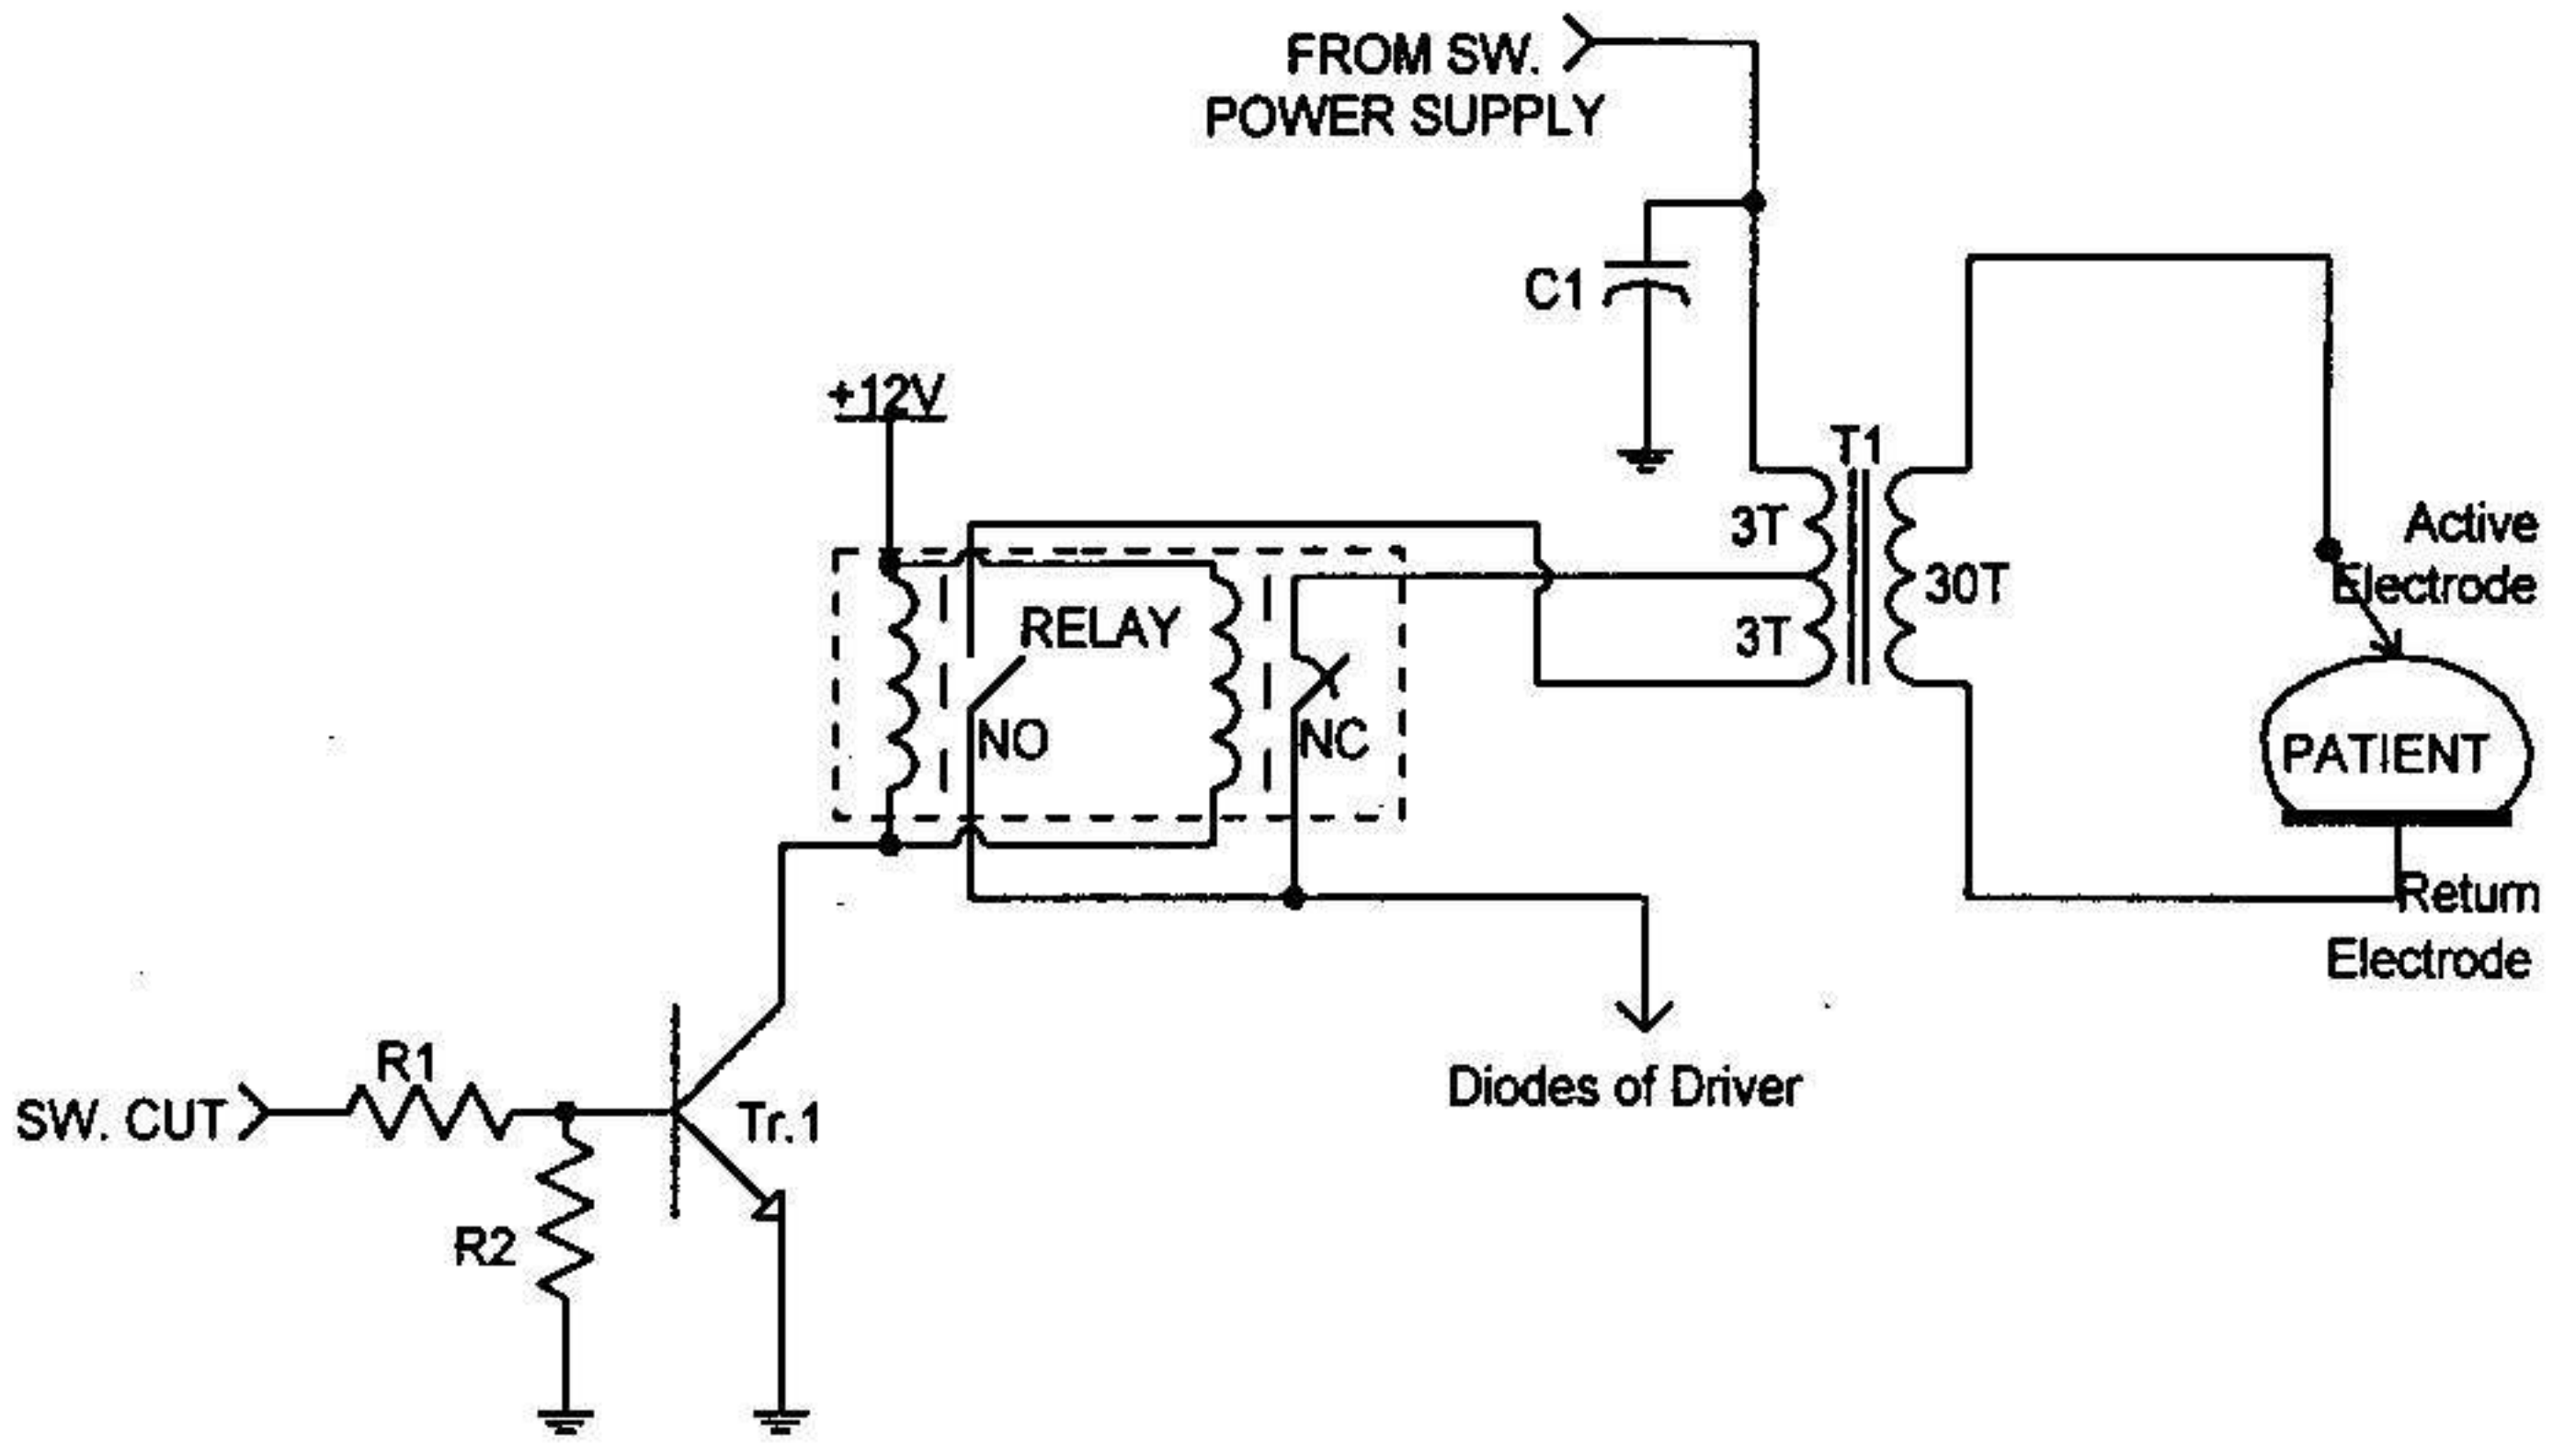 FROM SW.
POWER SUPPLY
C1
+12V
T1
3T
Active
Electrode
30T
RELAY
3T
NO
NC
PATIENT
Return
Electrode
R1
Diodes of Driver
SW. CUT
Tr.1
R2